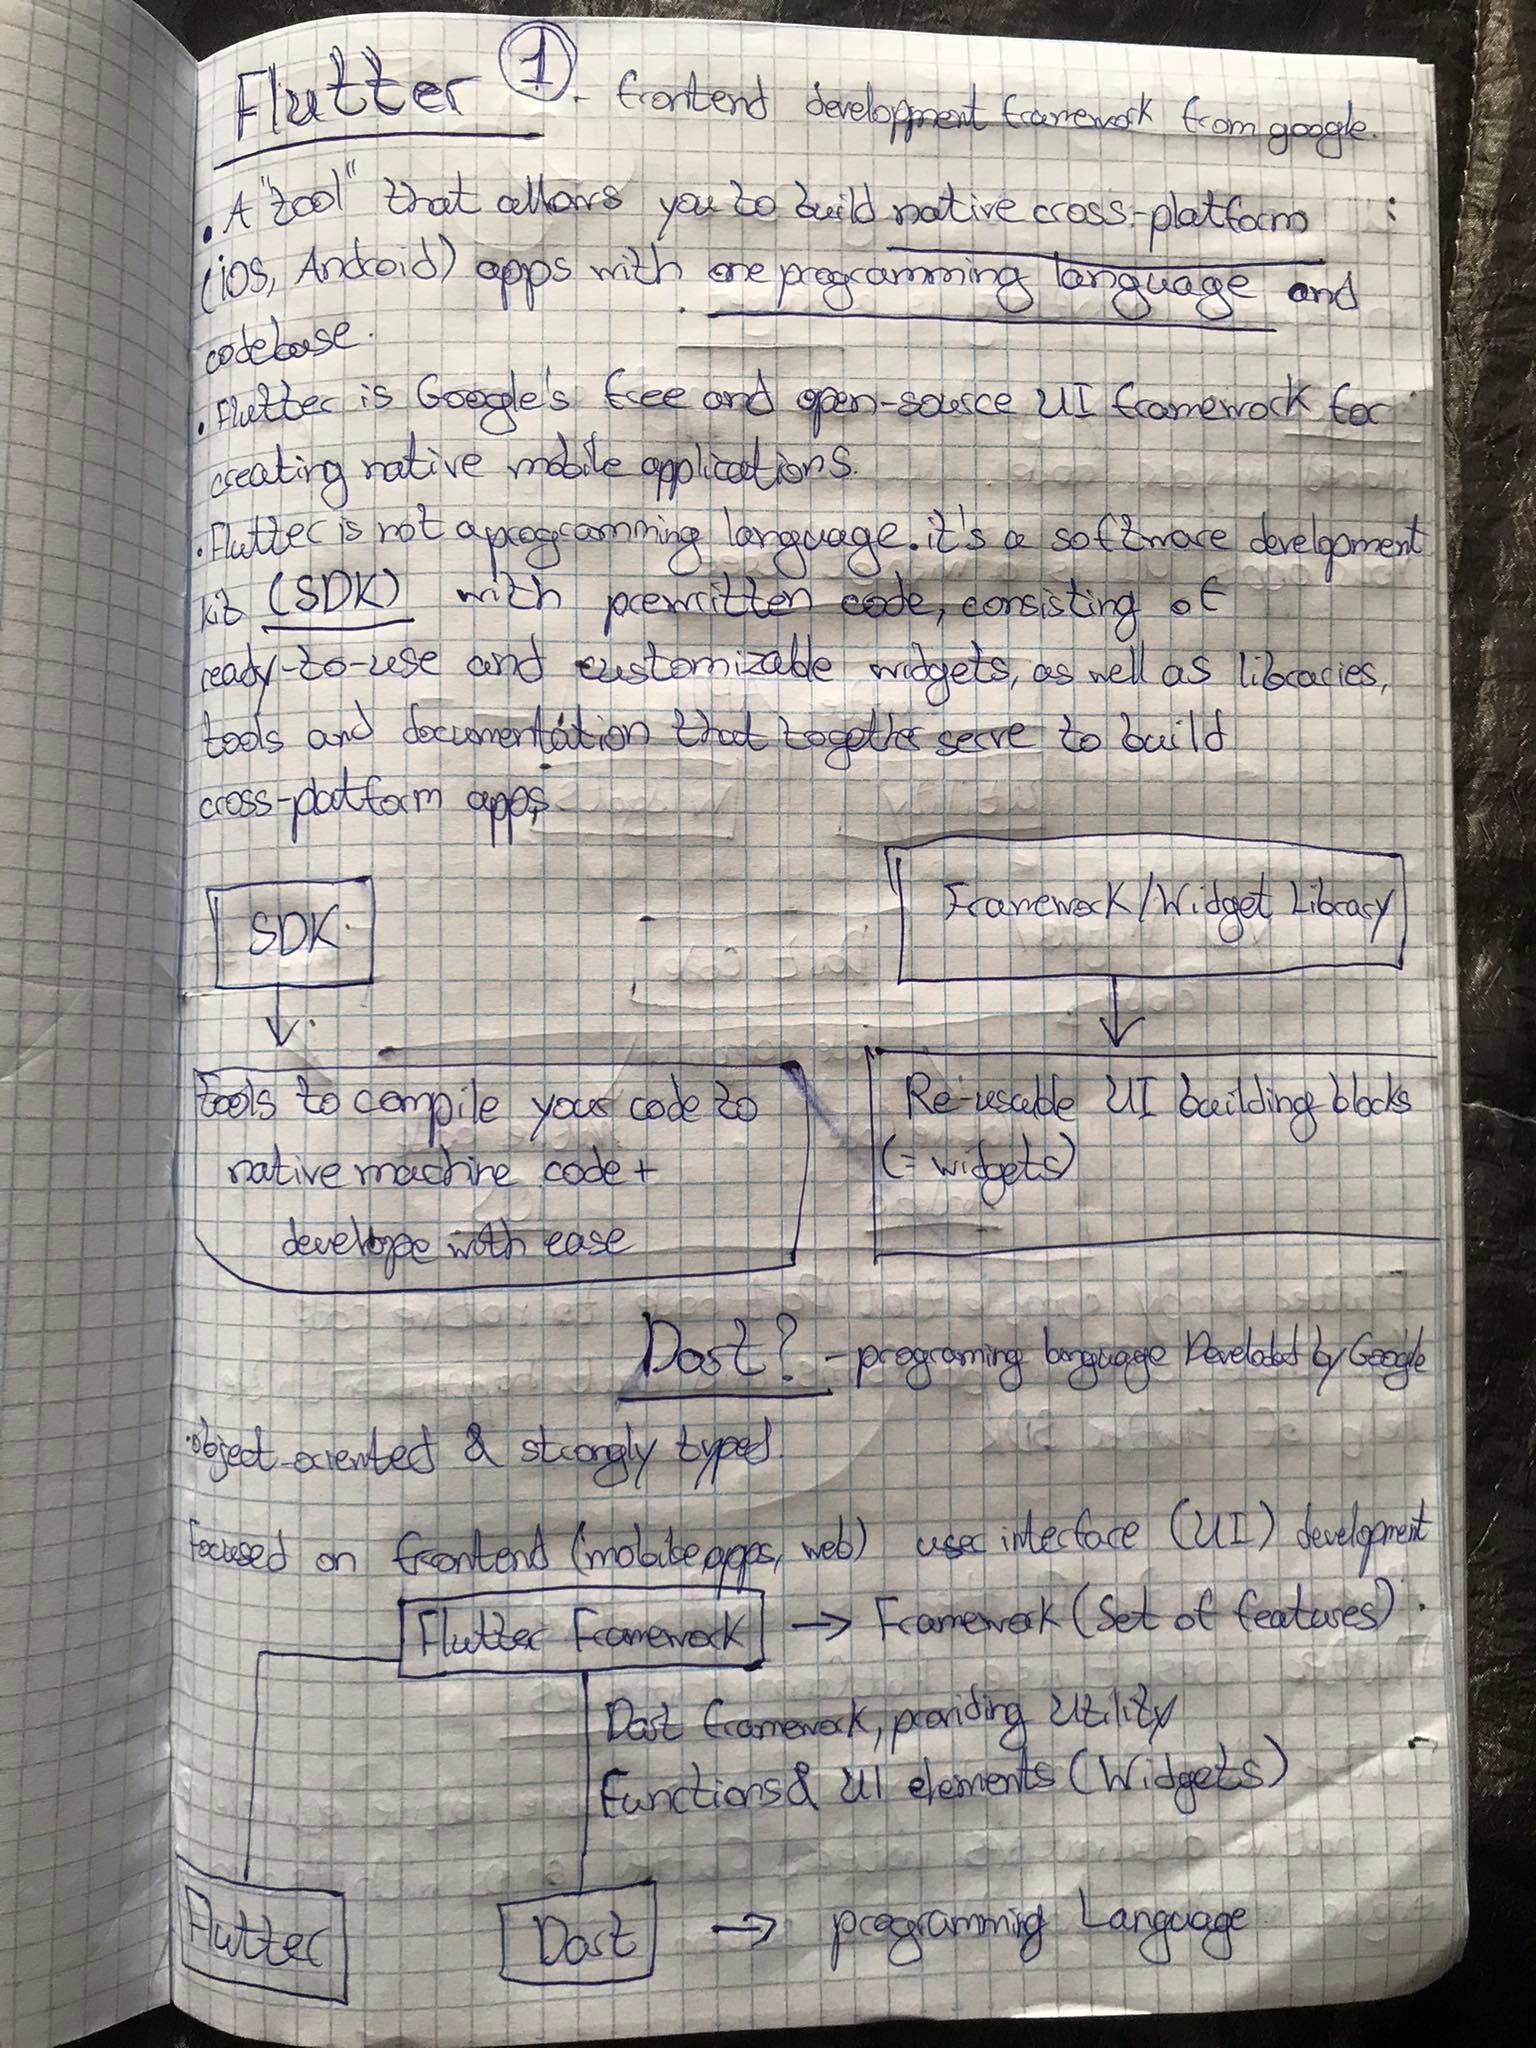 Flutter 1 - frontend development framework from google.
• A "tool" that allows you to build native cross-platform
(iOS, Android) apps with one programming language and
codebase.
• Flutter is Google's free and open-source UI framework for
creating native mobile applications.
• Flutter is not a programming language. it's a software development
kit (SDK) with prewritten code, consisting of
ready-to-use and customizable widgets, as well as libraries,
tools and documentation that together serve to build
cross-platform apps
SDK
Framework/Widget Library
tools to compile your code to
native machine code +
develope with ease
Re-usable UI building blocks
(= widgets)
Dart? - programing language Developed by Google
• object-oriented & strongly typed.
Focused on frontend (mobile apps, web) user interface (UI) development
Flutter Framework → Framework (Set of features).
Dart framework, providing Utility
Functions & UI elements (Widgets)
Flutter
Dart → programming Language